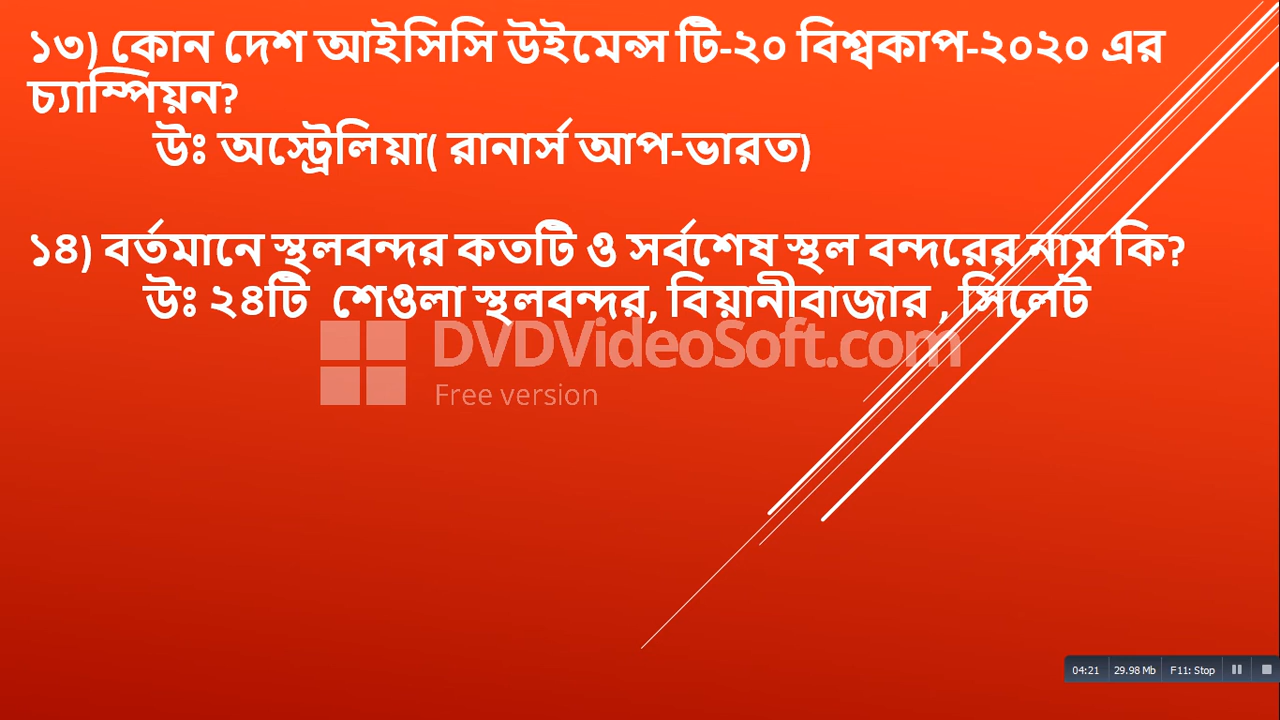 ১৩) কোন দেশ আইসিসি উইমেন্স টি-২০ বিশ্বকাপ-২০২০ এর
চ্যাম্পিয়ন?
উঃ অস্ট্রেলিয়া( রানার্স আপ-ভারত)
১৪) বর্তমানে স্থলবন্দর কতটি ও সর্বশেষ স্থল বন্দরের নাম কি?
উঃ ২৪টি শেওলা স্থলবন্দর, বিয়ানীবাজার , সিলেট
DVDVideoSoft.com
Free version
04:21 29.98 Mb F11: Stop